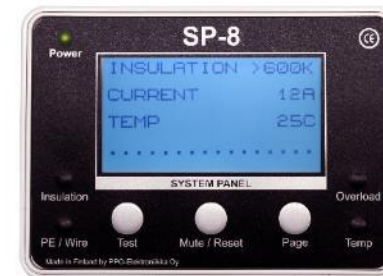 SP-8
Power
INSULATION >600K
CURRENT 12A
TEMP 25C
................
SYSTEM PANEL
Insulation Overload
PE / Wire Test Mute / Reset Page Temp
Made in Finland by PPO-Elektroniikka Oy